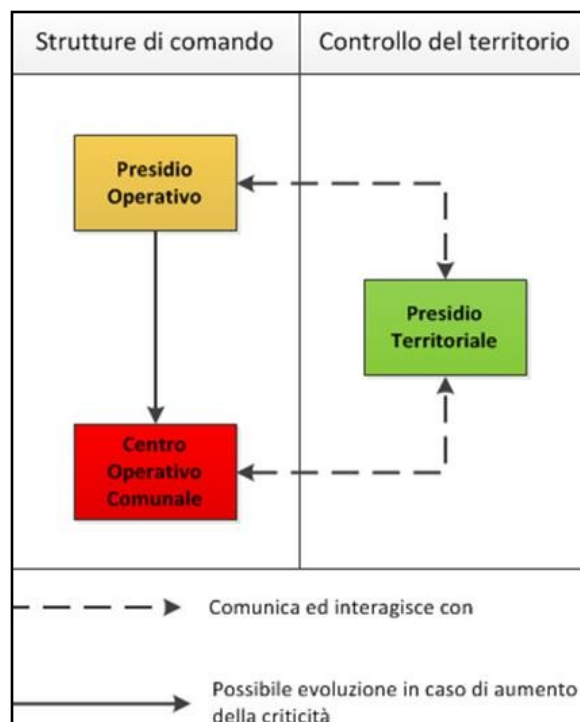 Strutture di comando
Controllo del territorio
Presidio
Operativo
Presidio
Territoriale
Centro
Operativo
Comunale
Comunica ed interagisce con
Possibile evoluzione in caso di aumento
della criticità